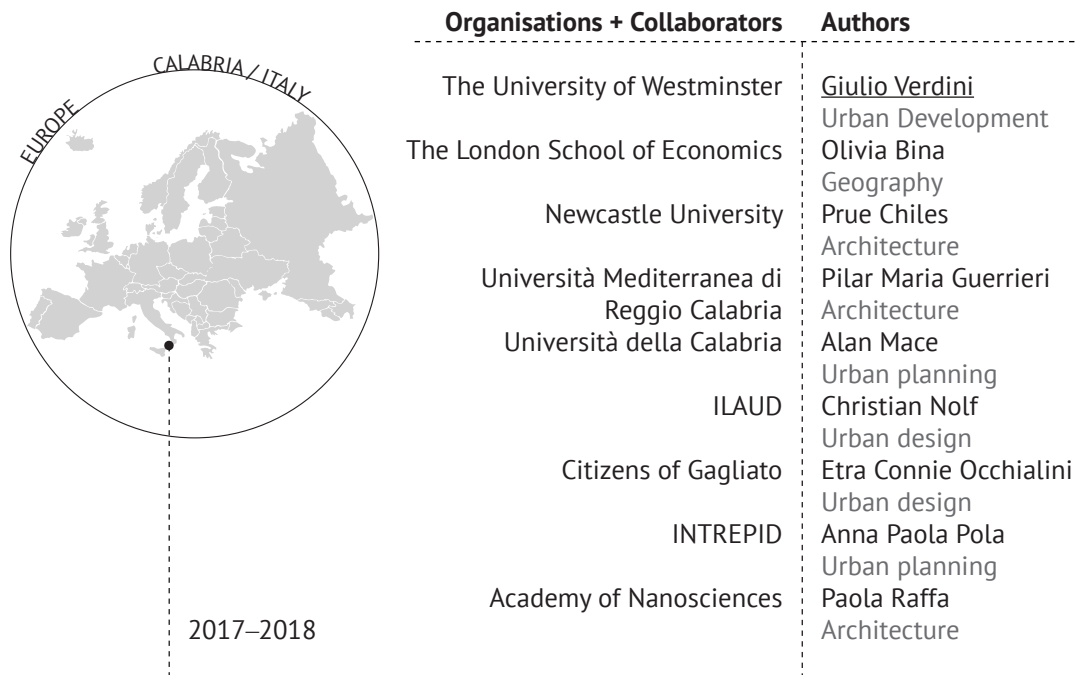 EUROPE
CALABRIA / ITALY
2017–2018
Organisations + Collaborators
The University of Westminster
The London School of Economics
Newcastle University
Università Mediterranea di
Reggio Calabria
Università della Calabria
ILAUD
Citizens of Gagliato
INTREPID
Academy of Nanosciences
Authors
Giulio Verdini
Urban Development
Olivia Bina
Geography
Prue Chiles
Architecture
Pilar Maria Guerrieri
Architecture
Alan Mace
Urban planning
Christian Nolf
Urban design
Etra Connie Occhialini
Urban design
Anna Paola Pola
Urban planning
Paola Raffa
Architecture